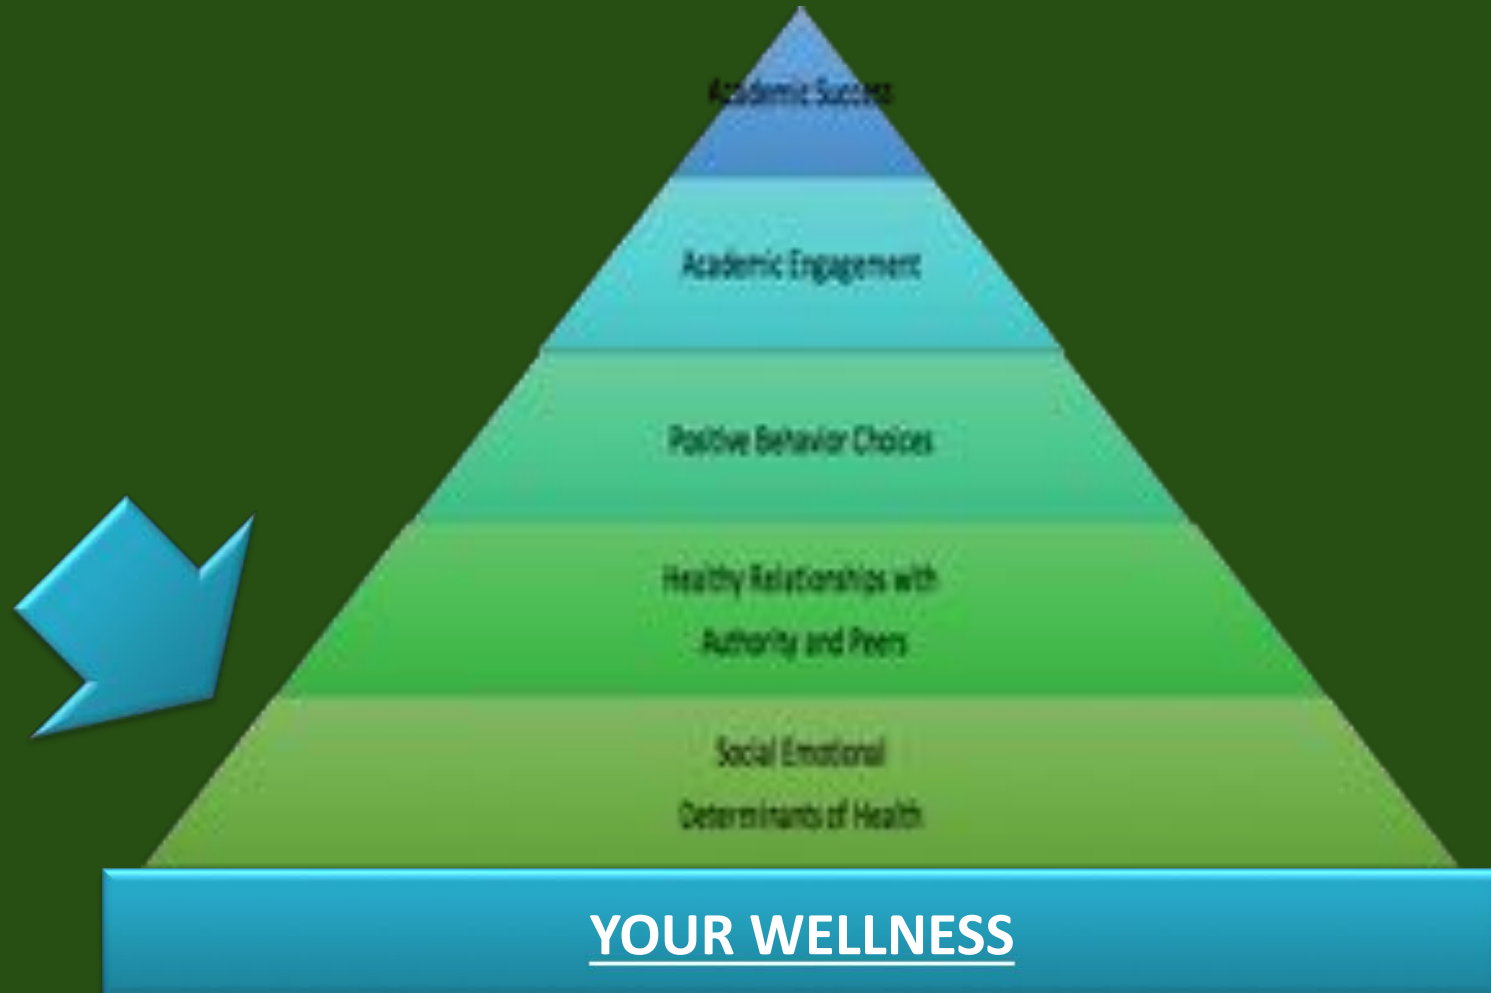 Academic Success
Academic Engagement
Positive Behavior Choices
Healthy Relationships with
Authority and Peers
Social Emotional
Determinants of Health
YOUR WELLNESS